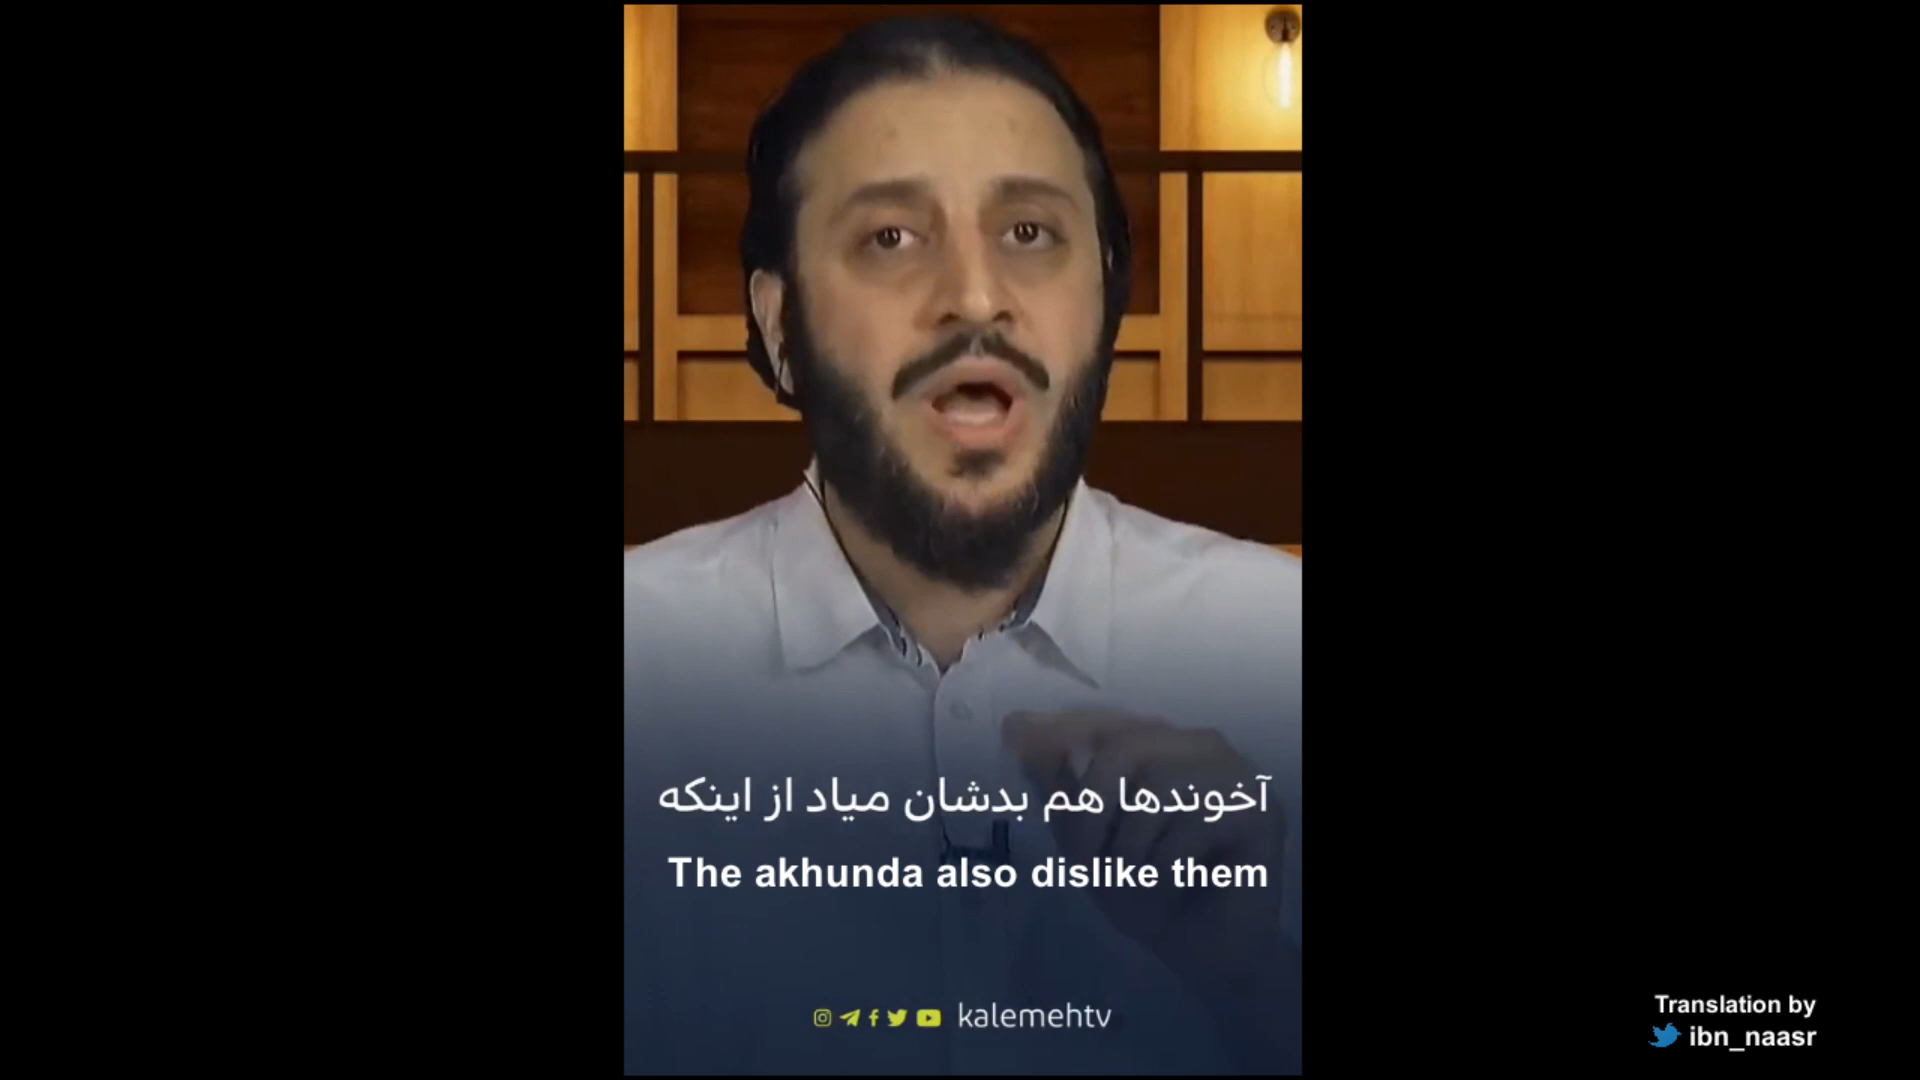 آخوندها هم بدشان میاد از اینکه
The akhunda also dislike them
kalemehtv
Translation by
ibn_naasr